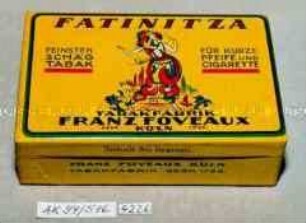 FATINITZA
FEINSTEN
SCHAG
TABAK
FÜR KURZE
PFEIFE UND
CIGARETTE
TABAKFABRIK
FRANZ FOVEAUX
KÖLN
FRANZ FOVEAUX KÖLN
TABAKFABRIK
AK 94/516